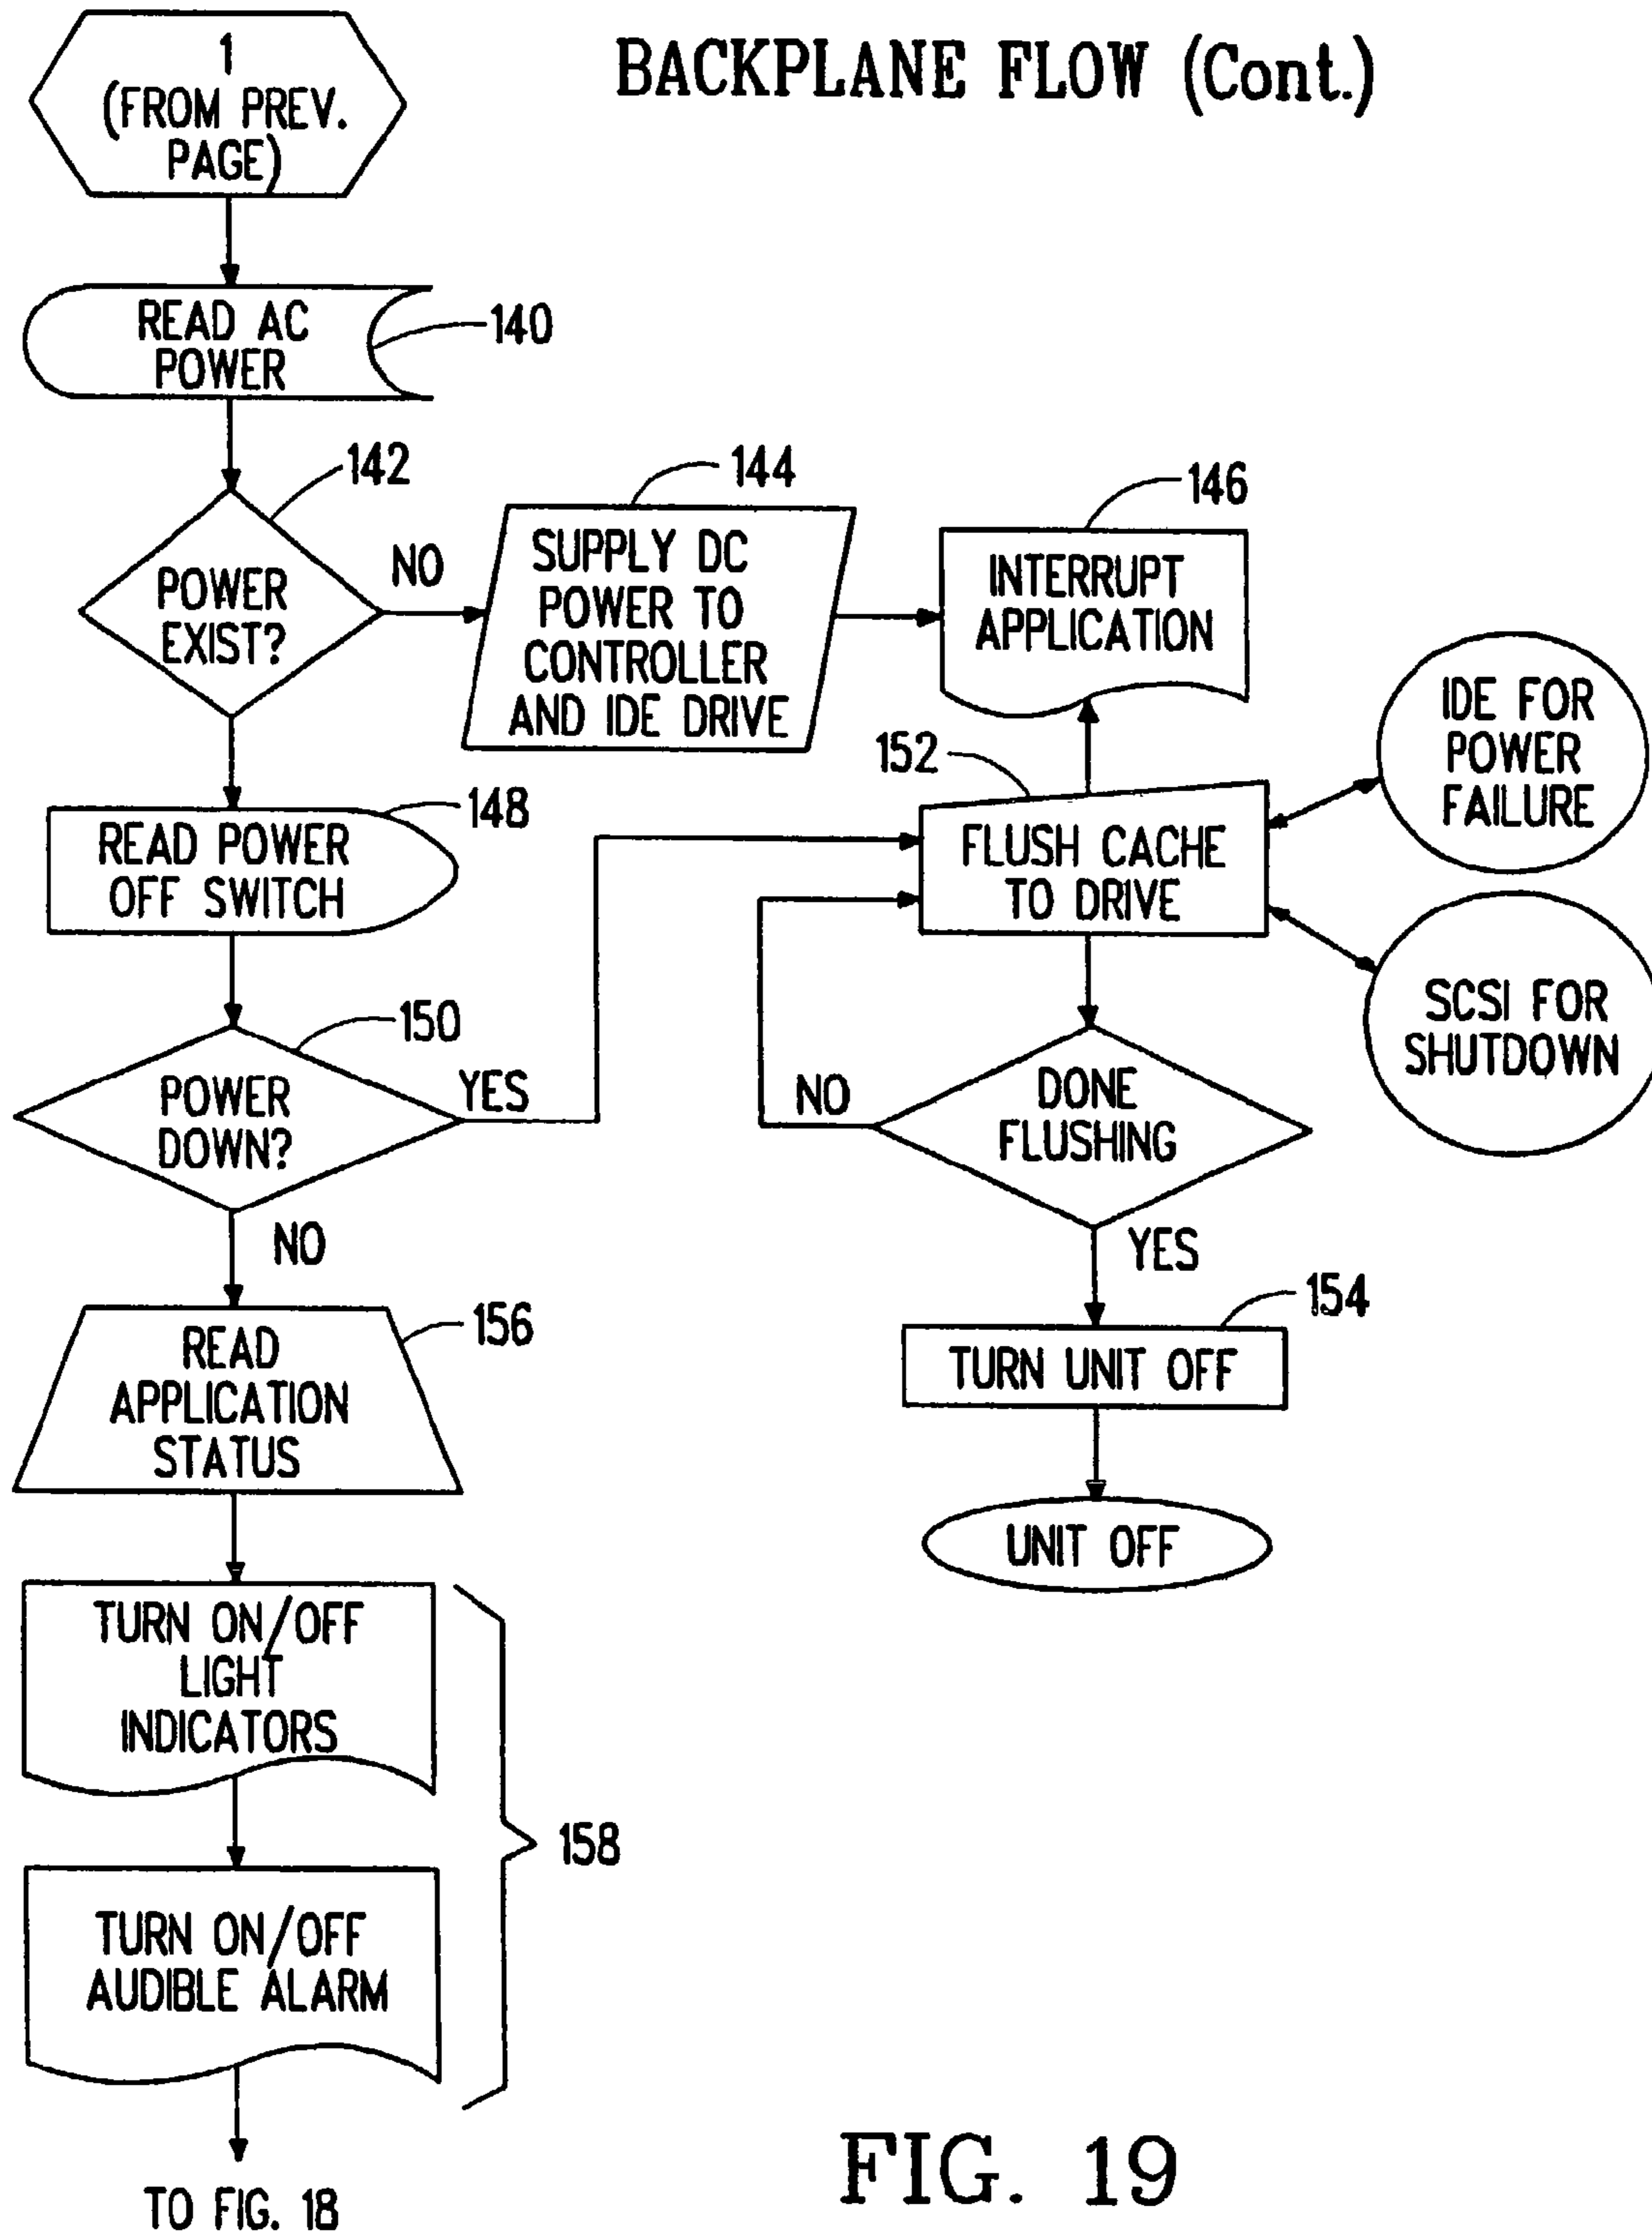 BACKPLANE FLOW (Cont.)
1
(FROM PREV.
PAGE)
READ AC
POWER
140
142
POWER
EXIST?
NO
144
SUPPLY DC
POWER TO
CONTROLLER
AND IDE DRIVE
146
INTERRUPT
APPLICATION
148
READ POWER
OFF SWITCH
152
FLUSH CACHE
TO DRIVE
IDE FOR
POWER
FAILURE
SCSI FOR
SHUTDOWN
150
POWER
DOWN?
YES
NO
DONE
FLUSHING
NO
YES
154
TURN UNIT OFF
UNIT OFF
156
READ
APPLICATION
STATUS
TURN ON/OFF
LIGHT
INDICATORS
158
TURN ON/OFF
AUDIBLE ALARM
TO FIG. 18
FIG. 19